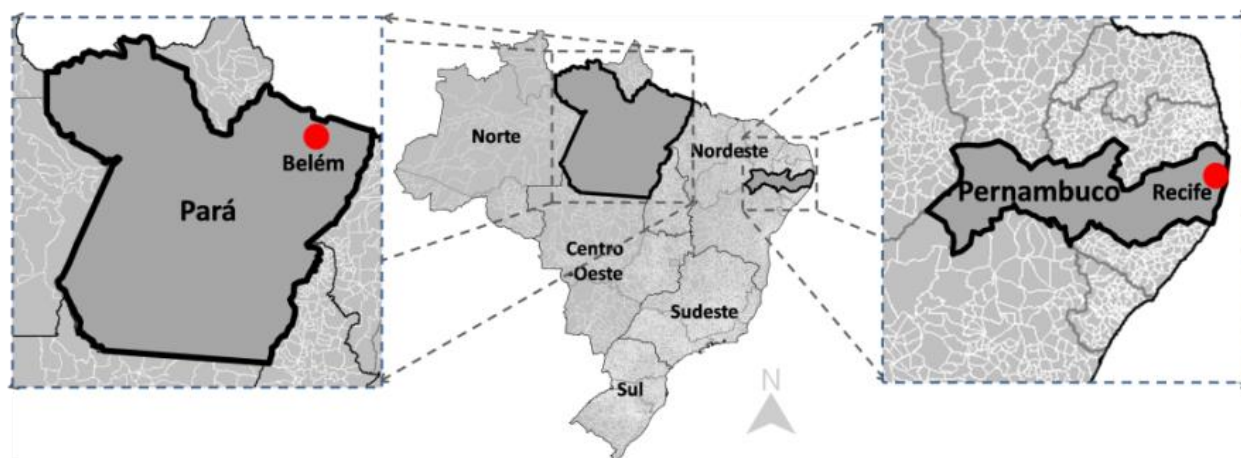 Belém
Pará
Norte
Nordeste
Centro
-Oeste
Sudeste
Sul
N
Pernambuco
Recife